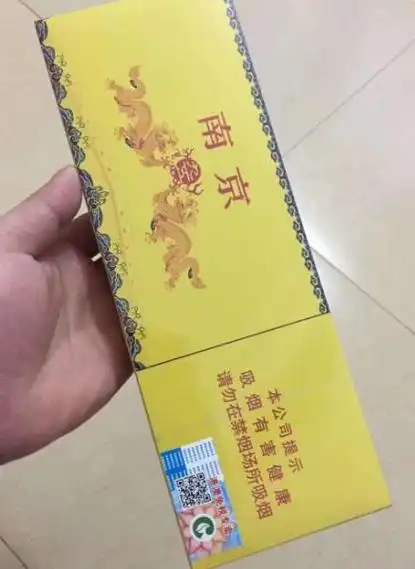 南京
本公司提示
吸烟有害健康
请勿在禁烟场所吸烟